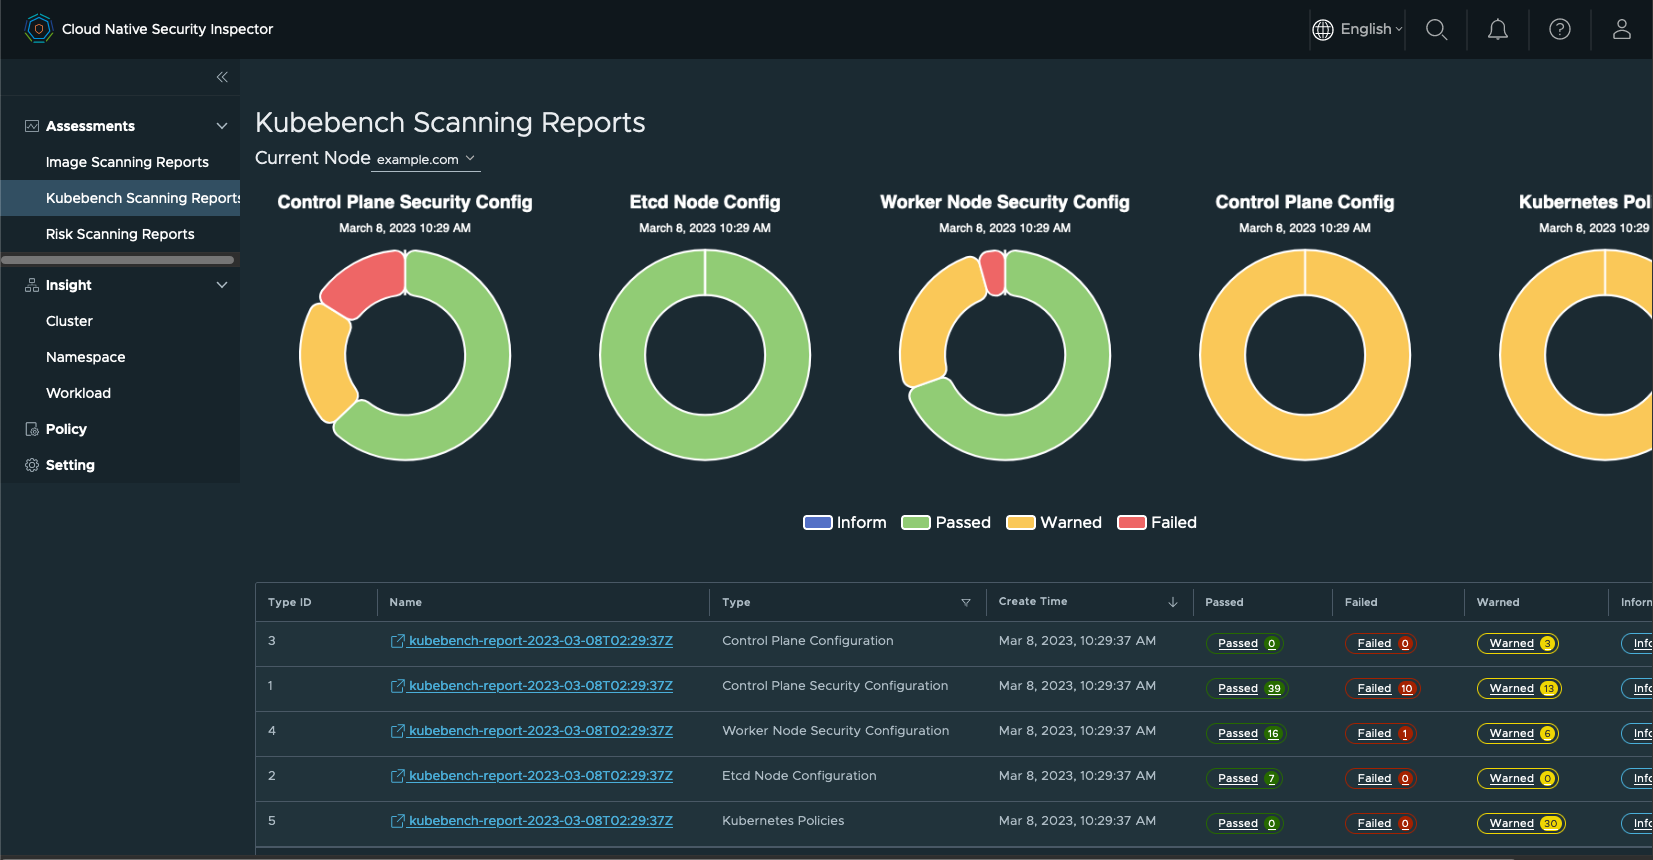 Cloud Native Security Inspector
English
Assessments
Image Scanning Reports
Kubebench Scanning Reports
Risk Scanning Reports
Insight
Cluster
Namespace
Workload
Policy
Setting
Kubebench Scanning Reports
Current Node example.com
Control Plane Security Config Etcd Node Config Worker Node Security Config Control Plane Config Kubernetes Pol
March 8, 2023 10:29 AM March 8, 2023 10:29 AM March 8, 2023 10:29 AM March 8, 2023 10:29 AM March 8, 2023 10:29
Inform Passed Warned Failed
Type ID Name Type Create Time Passed Failed Warned Inform
3 kubebench-report-2023-03-08T02:29:37Z Control Plane Configuration Mar 8, 2023, 10:29:37 AM Passed 0 Failed 0 Warned 3 Info
1 kubebench-report-2023-03-08T02:29:37Z Control Plane Security Configuration Mar 8, 2023, 10:29:37 AM Passed 39 Failed 10 Warned 13 Info
4 kubebench-report-2023-03-08T02:29:37Z Worker Node Security Configuration Mar 8, 2023, 10:29:37 AM Passed 16 Failed 1 Warned 6 Info
2 kubebench-report-2023-03-08T02:29:37Z Etcd Node Configuration Mar 8, 2023, 10:29:37 AM Passed 7 Failed 0 Warned 0 Info
5 kubebench-report-2023-03-08T02:29:37Z Kubernetes Policies Mar 8, 2023, 10:29:37 AM Passed 0 Failed 0 Warned 30 Info